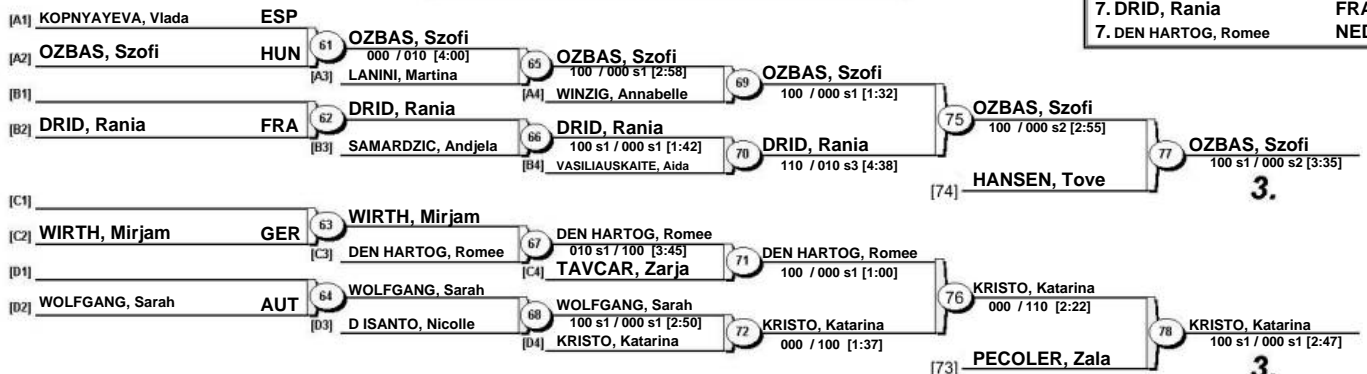 7. DRID, Rania FRA
7. DEN HARTOG, Romee NED
[A1] KOPNYAYEVA, Vlada ESP
[A2] OZBAS, Szofi HUN
61 OZBAS, Szofi
000 / 010 [4:00]
[A3] LANINI, Martina
65 OZBAS, Szofi
100 / 000 s1 [2:58]
[A4] WINZIG, Annabelle
69 OZBAS, Szofi
100 / 000 s1 [1:32]
[B1]
[B2] DRID, Rania FRA
62 DRID, Rania
[B3] SAMARDZIC, Andjela
66 DRID, Rania
100 s1 / 000 s1 [1:42]
[B4] VASILIAUSKAITE, Aida
70 DRID, Rania
110 / 010 s3 [4:38]
75 OZBAS, Szofi
100 / 000 s2 [2:55]
[74] HANSEN, Tove
77 OZBAS, Szofi
100 s1 / 000 s2 [3:35]
3.
[C1]
[C2] WIRTH, Mirjam GER
63 WIRTH, Mirjam
[C3] DEN HARTOG, Romee
67 DEN HARTOG, Romee
010 s1 / 100 [3:45]
[C4] TAVCAR, Zarja
71 DEN HARTOG, Romee
100 / 000 s1 [1:00]
[D1]
[D2] WOLFGANG, Sarah AUT
64 WOLFGANG, Sarah
[D3] D ISANTO, Nicolle
68 WOLFGANG, Sarah
100 s1 / 000 s1 [2:50]
[D4] KRISTO, Katarina
72 KRISTO, Katarina
000 / 100 [1:37]
76 KRISTO, Katarina
000 / 110 [2:22]
[73] PECOLER, Zala
78 KRISTO, Katarina
100 s1 / 000 s1 [2:47]
3.